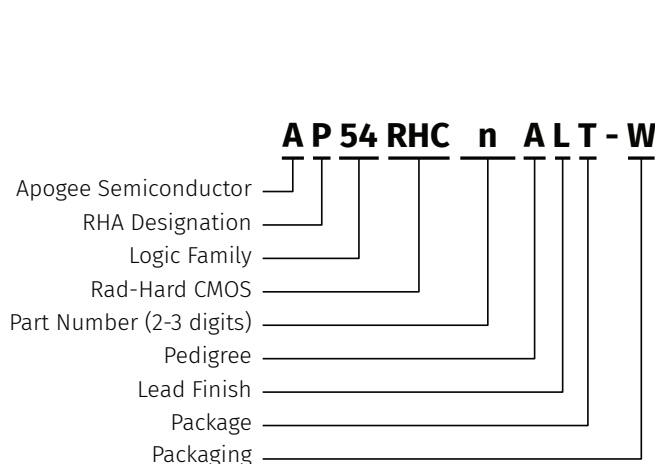 A P 54 RHC n A L T - W
Apogee Semiconductor
RHA Designation
Logic Family
Rad-Hard CMOS
Part Number (2-3 digits)
Pedigree
Lead Finish
Package
Packaging